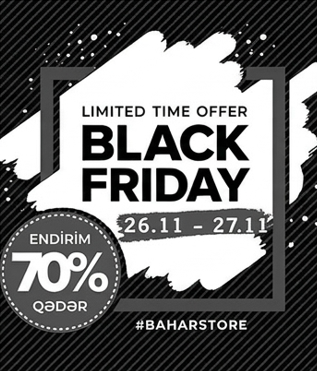 LIMITED TIME OFFER
BLACK
FRIDAY
26.11 - 27.11
ENDİRİM
70%
QƏDƏR
#BAHARSTORE